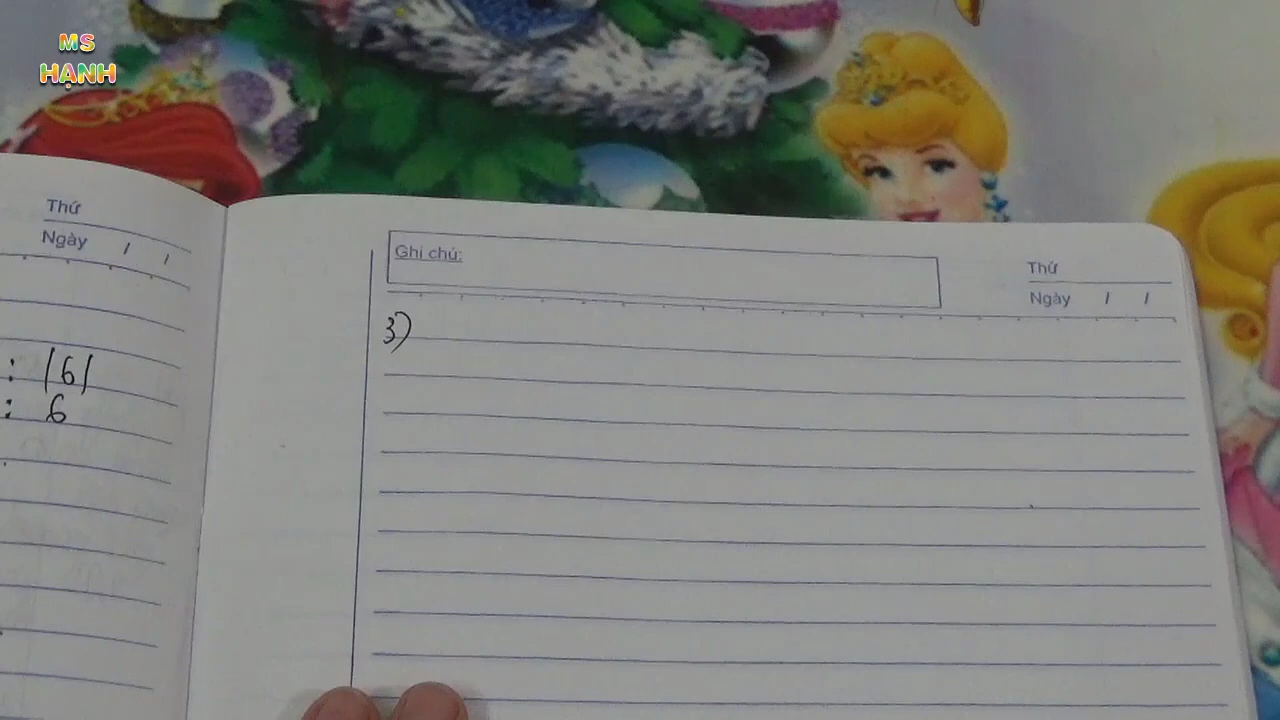 MS
HẠNH
Thứ
Ngày / /
: 161
: 6
Ghi chú:
Thứ
Ngày / /
3)